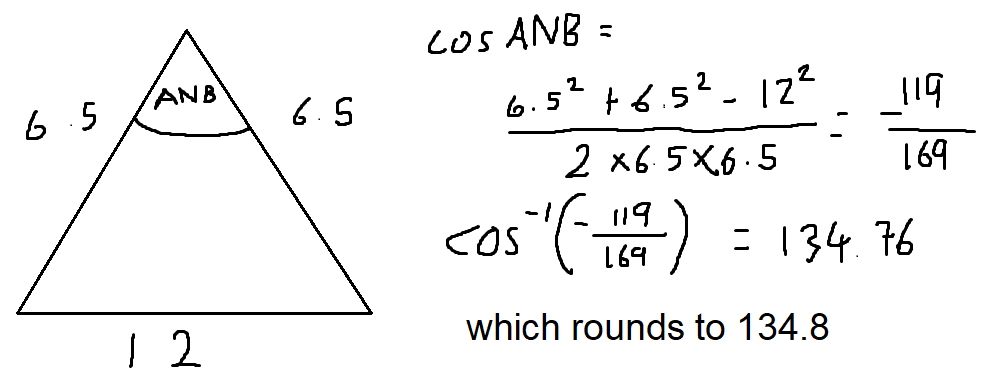 cos ANB =
ANB
6.5
6.5
6.5² + 6.5² - 12² / 2 × 6.5 × 6.5 = -119 / 169
cos⁻¹(-119/169) = 134.76
which rounds to 134.8
12